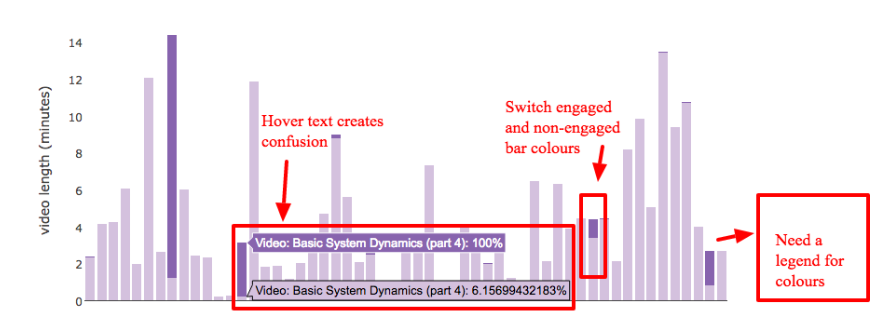 14
12
10
8
6
4
2
0
video length (minutes)
Hover text creates
confusion
Switch engaged
and non-engaged
bar colours
Video: Basic System Dynamics (part 4): 100%
Video: Basic System Dynamics (part 4): 6.15699432183%
Need a
legend for
colours